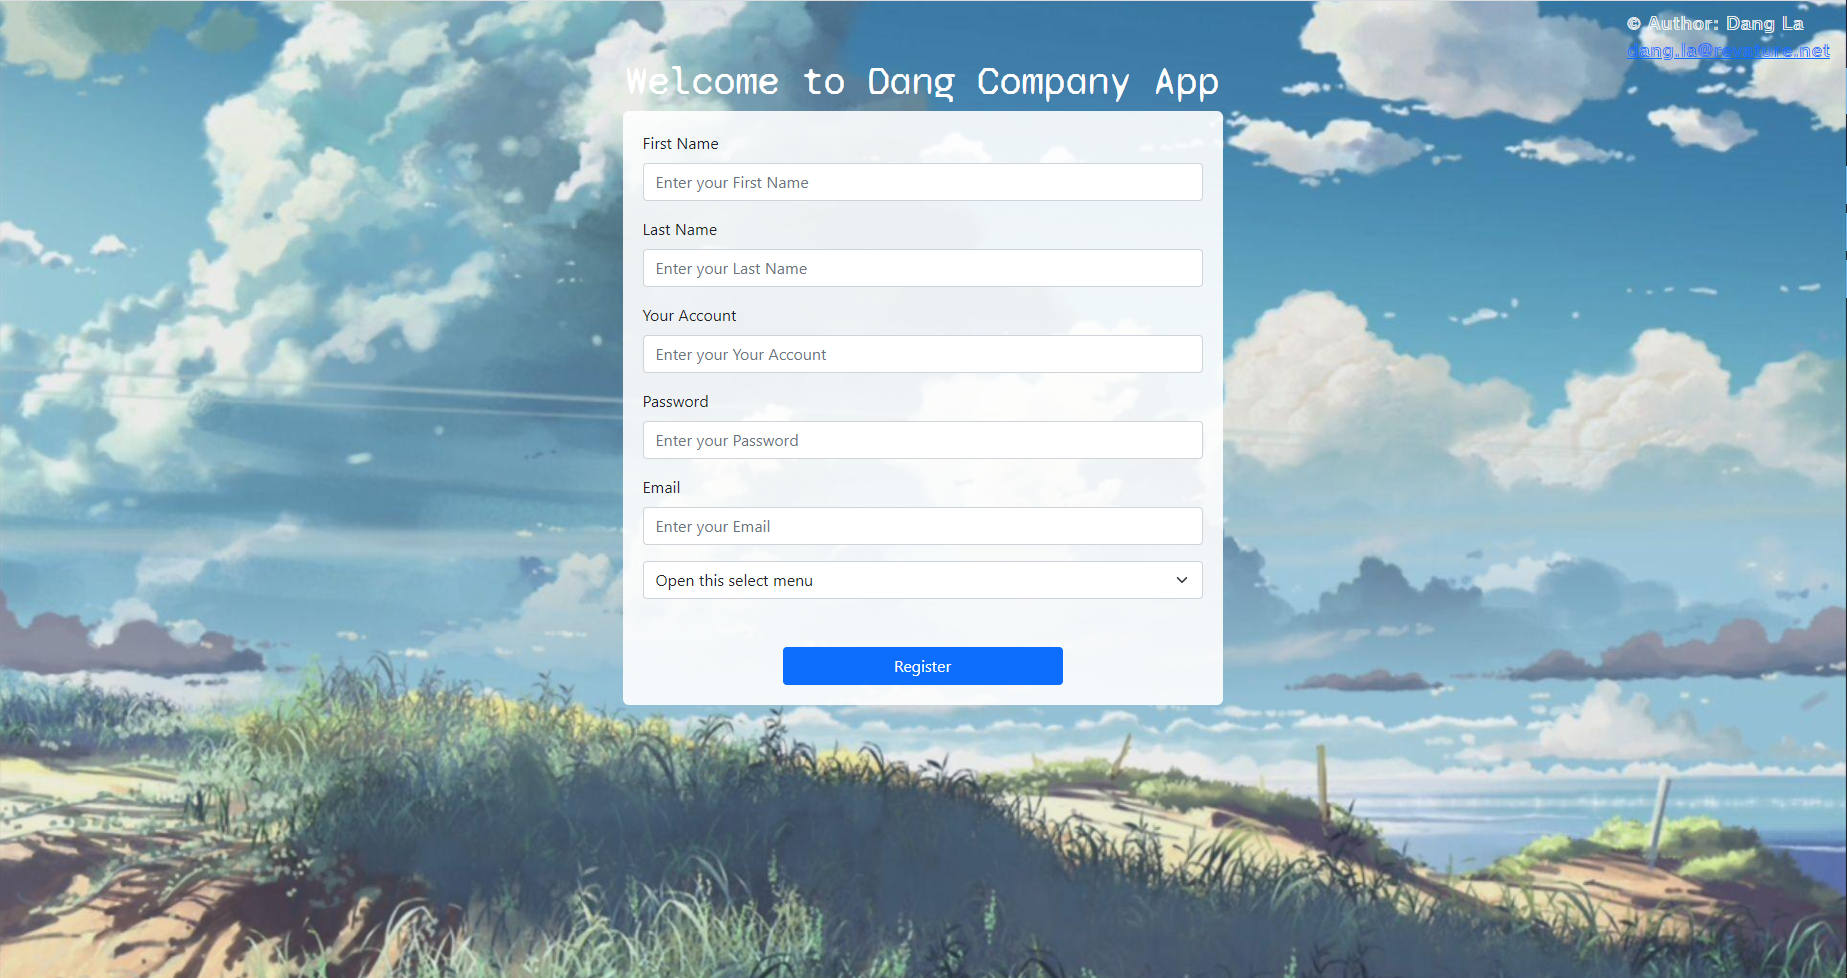 © Author: Dang La
dang.la@revature.net
Welcome to Dang Company App
First Name
Enter your First Name
Last Name
Enter your Last Name
Your Account
Enter your Your Account
Password
Enter your Password
Email
Enter your Email
Open this select menu
Register